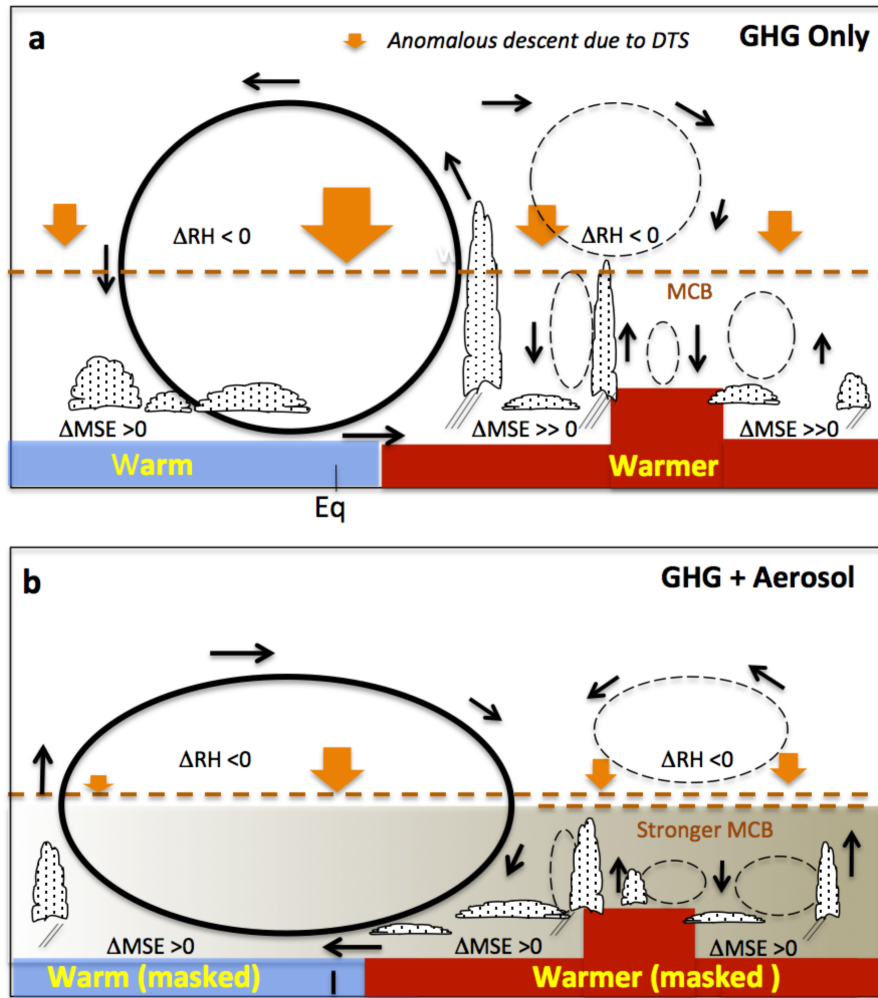 a
Anomalous descent due to DTS
GHG Only
ΔRH < 0
ΔRH < 0
w
MCB
ΔMSE >0
ΔMSE >> 0
ΔMSE >>0
Warm
Warmer
Eq
b
GHG + Aerosol
ΔRH <0
ΔRH <0
Stronger MCB
ΔMSE >0
ΔMSE >0
ΔMSE >0
Warm (masked)
Warmer (masked )